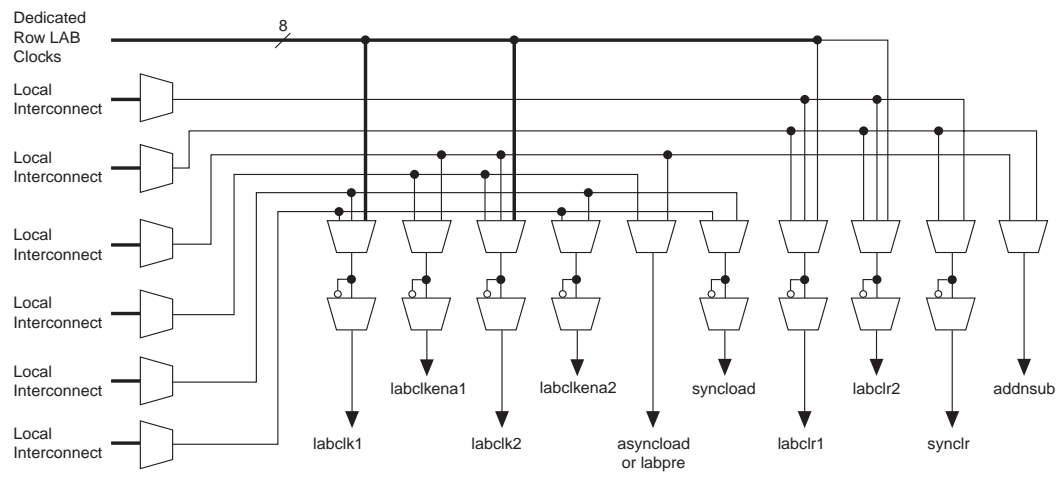 Dedicated
Row LAB
Clocks
8
Local
Interconnect
Local
Interconnect
Local
Interconnect
Local
Interconnect
Local
Interconnect
Local
Interconnect
labclkena1
labclkena2
syncload
labclr2
addnsub
labclk1
labclk2
asyncload
or labpre
labclr1
synclr